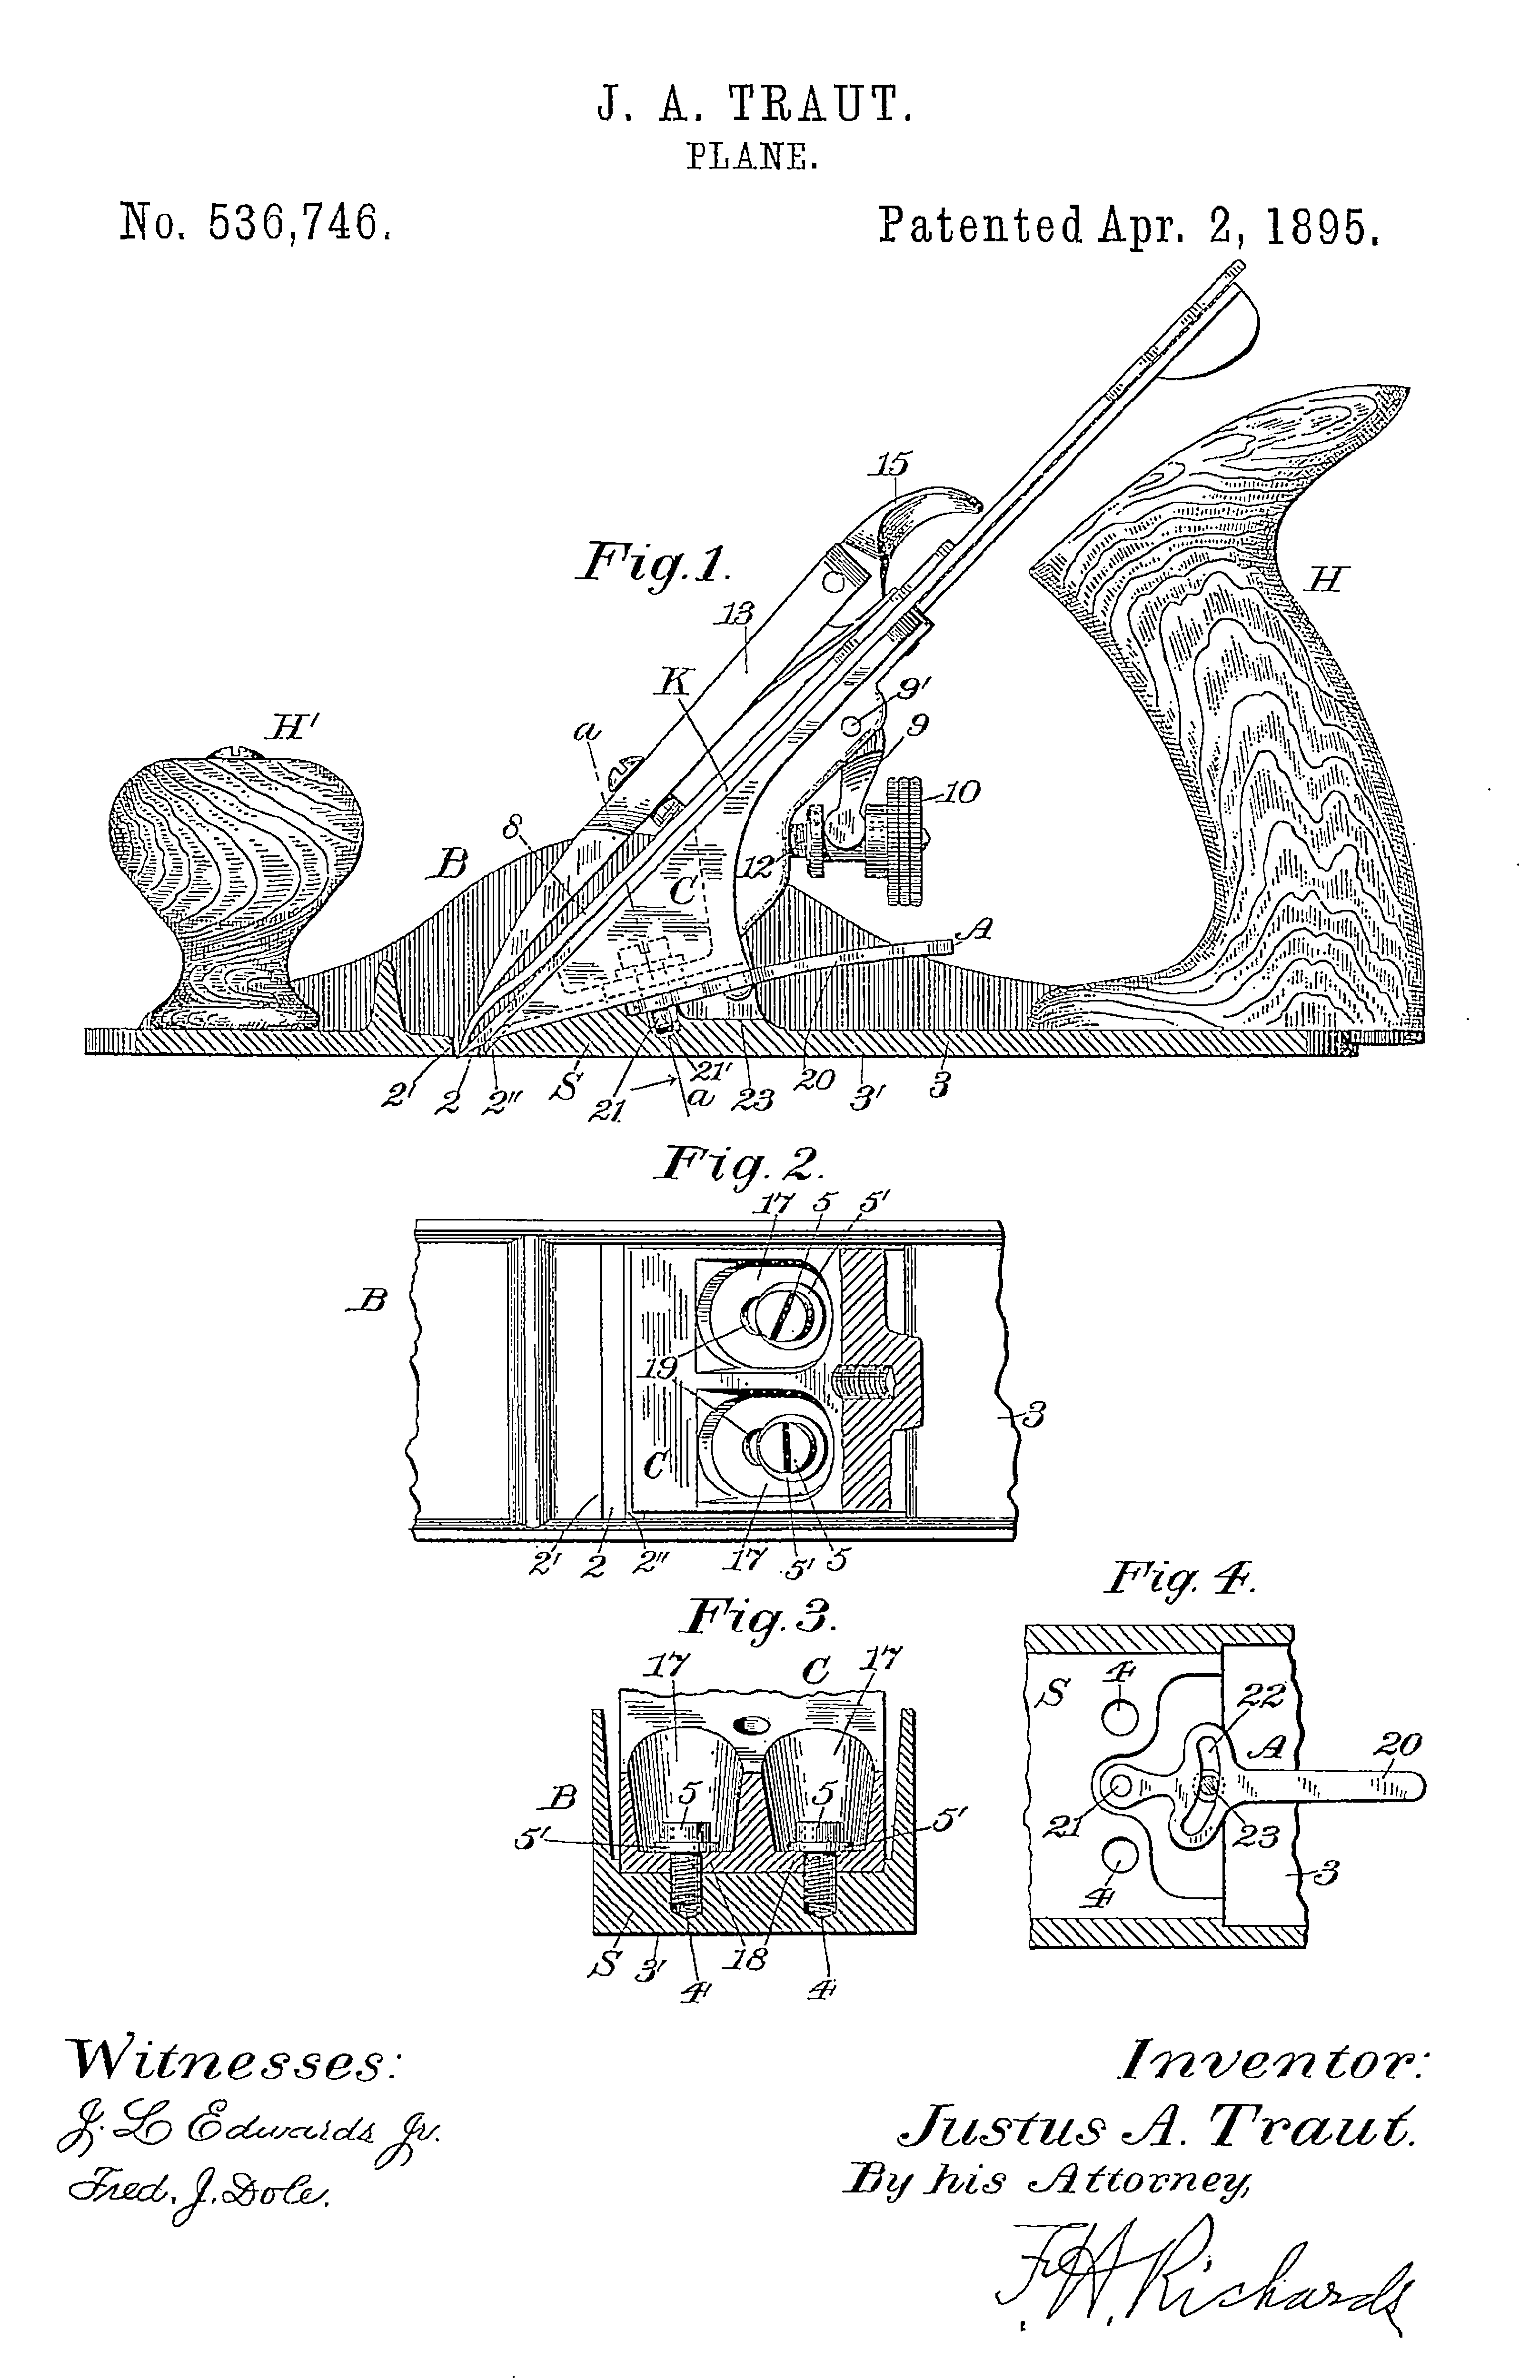 J. A. TRAUT.
PLANE.
No. 536,746. Patented Apr. 2, 1895.
15
Fig. 1.
H
13
K
9'
H'
a
9
10
8
12
B
C
A
2' 2 2" S 21 21' a 23 20 3' 3
Fig. 2.
17 5 5'
B
19
3
C
2' 2 2" 17 5' 5
Fig. 4.
Fig. 3.
17 C 17
4
S
22
A
20
B
5 5
5' 5'
21
23
4
3
S 3' 4 18 4
Witnesses:
J. L. Edwards Jr.
Fred. J. Dole.
Inventor:
Justus A. Traut.
By his Attorney,
F. H. Richards